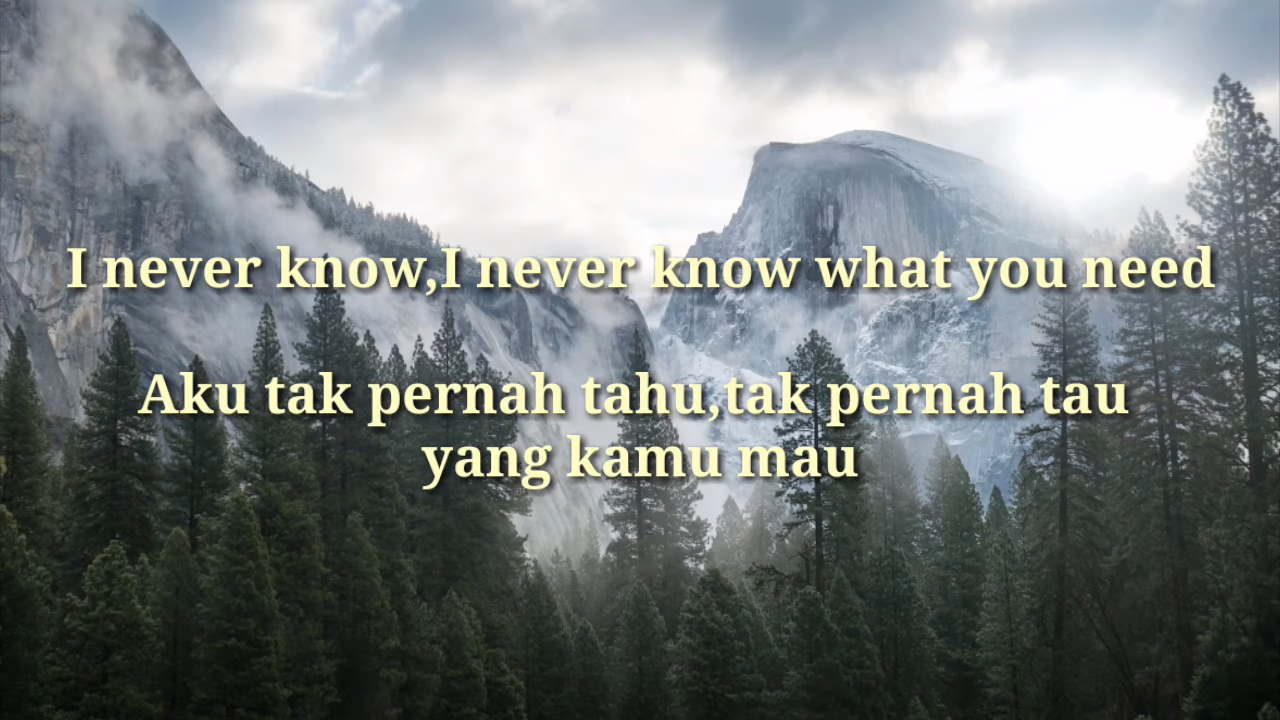 I never know,I never know what you need
Aku tak pernah tahu,tak pernah tau
yang kamu mau